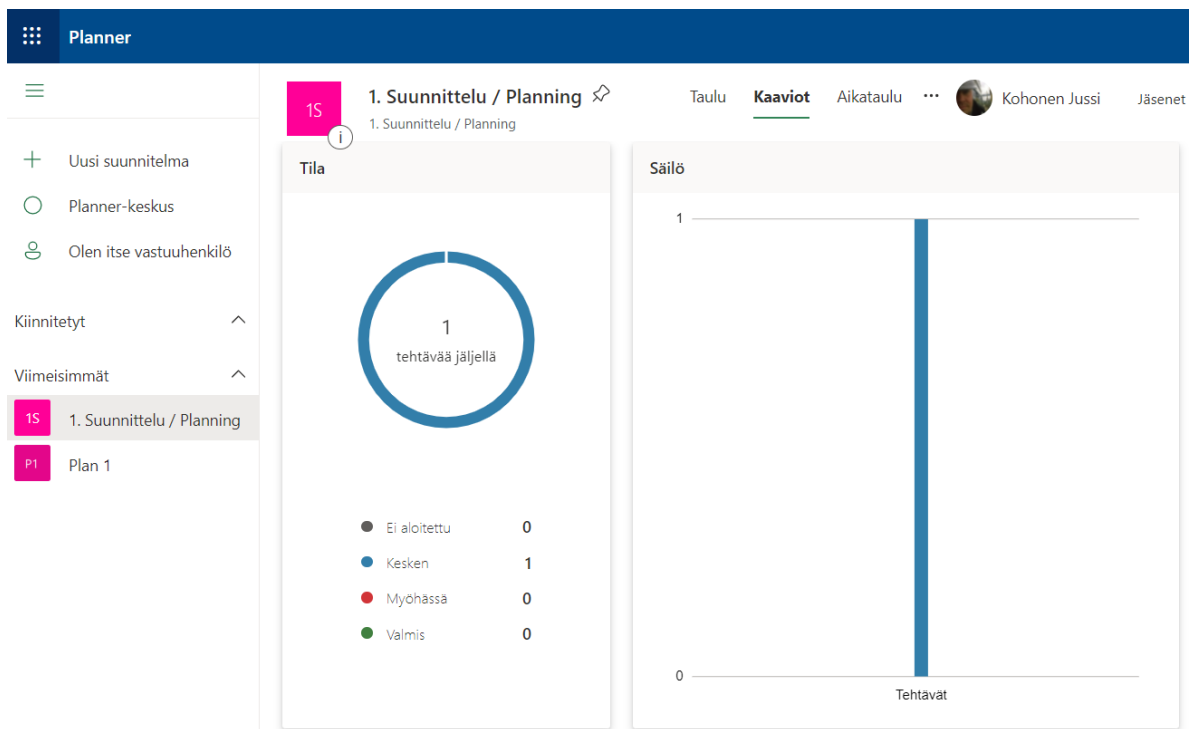 Planner
1S
1. Suunnittelu / Planning
1. Suunnittelu / Planning
Taulu Kaaviot Aikataulu ... Kohonen Jussi Jäsenet
Uusi suunnitelma
Planner-keskus
Olen itse vastuuhenkilö
Kiinnitetyt
Viimeisimmät
1S 1. Suunnittelu / Planning
P1 Plan 1
Tila
1
tehtävää jäljellä
Ei aloitettu 0
Kesken 1
Myöhässä 0
Valmis 0
Säilö
1
0
Tehtävät